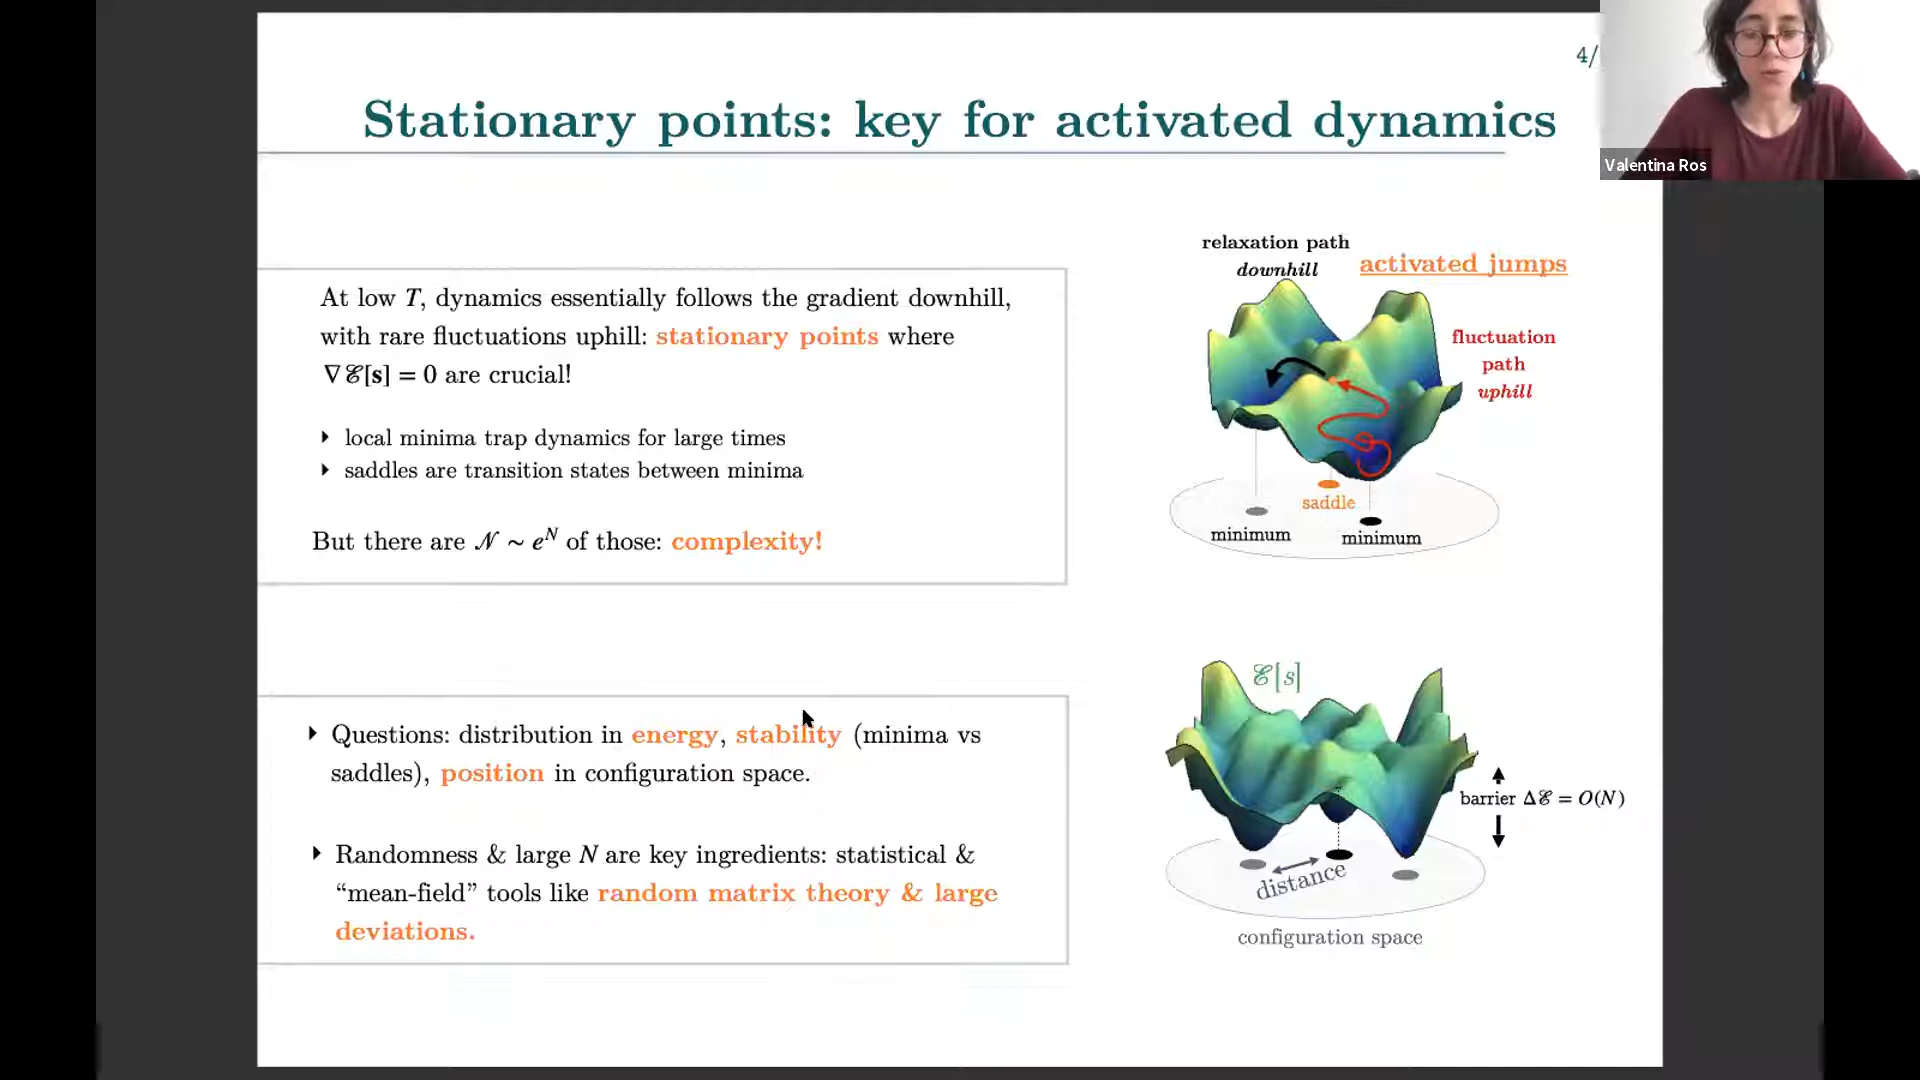 4/
Stationary points: key for activated dynamics
Valentina Ros
At low T, dynamics essentially follows the gradient downhill,
with rare fluctuations uphill: stationary points where
∇ℰ[s] = 0 are crucial!
‣ local minima trap dynamics for large times
‣ saddles are transition states between minima
But there are 𝒩 ~ e^N of those: complexity!
relaxation path
downhill
activated jumps
fluctuation
path
uphill
saddle
minimum
minimum
‣ Questions: distribution in energy, stability (minima vs
saddles), position in configuration space.
‣ Randomness & large N are key ingredients: statistical &
“mean-field” tools like random matrix theory & large
deviations.
ℰ[s]
barrier Δℰ = O(N)
distance
configuration space